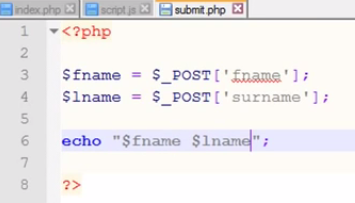 index.php script.js submit.php
1 <?php
2
3 $fname = $_POST['fname'];
4 $lname = $_POST['surname'];
5
6 echo "$fname $lname";
7
8 ?>